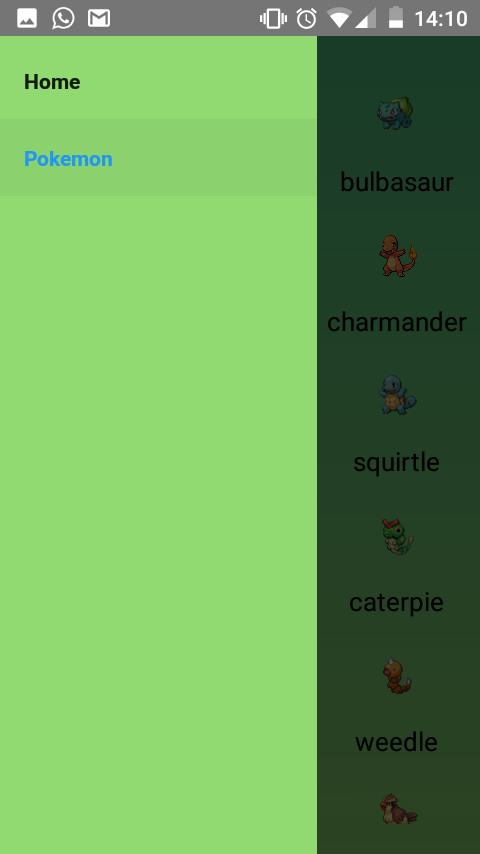 14:10
Home
Pokemon
bulbasaur
charmander
squirtle
caterpie
weedle